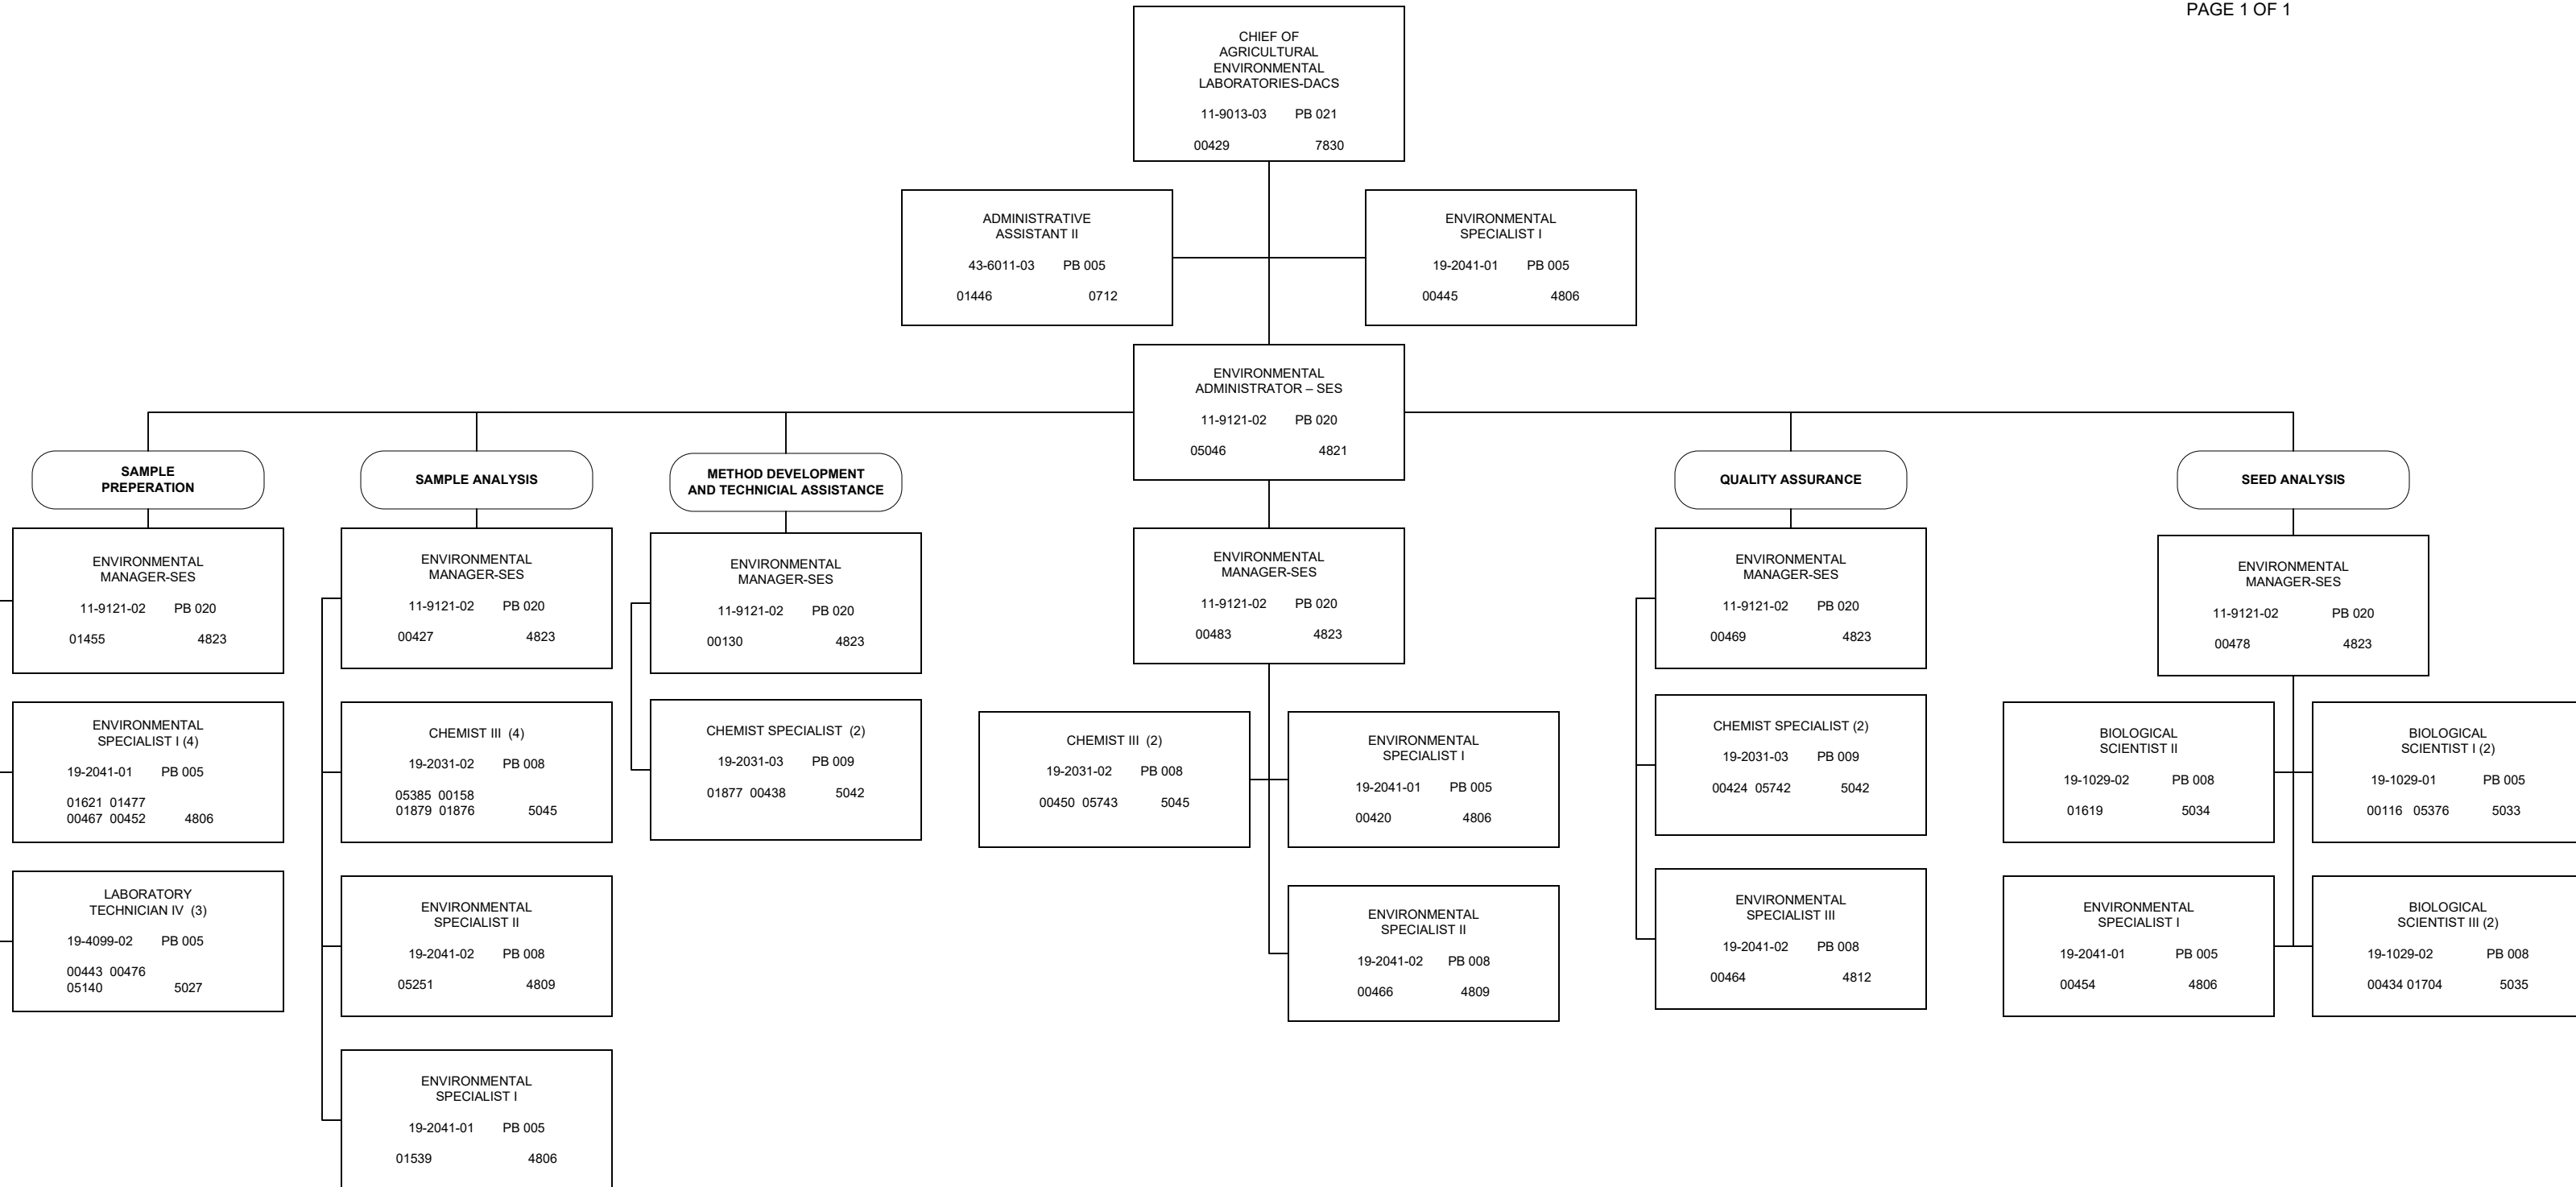 PAGE 1 OF 1
CHIEF OF
AGRICULTURAL
ENVIRONMENTAL
LABORATORIES-DACS
11-9013-03 PB 021
00429 7830
ADMINISTRATIVE
ASSISTANT II
43-6011-03 PB 005
01446 0712
ENVIRONMENTAL
SPECIALIST I
19-2041-01 PB 005
00445 4806
ENVIRONMENTAL
ADMINISTRATOR – SES
11-9121-02 PB 020
05046 4821
SAMPLE
PREPERATION
ENVIRONMENTAL
MANAGER-SES
11-9121-02 PB 020
01455 4823
ENVIRONMENTAL
SPECIALIST I (4)
19-2041-01 PB 005
01621 01477
00467 00452 4806
LABORATORY
TECHNICIAN IV (3)
19-4099-02 PB 005
00443 00476
05140 5027
SAMPLE ANALYSIS
ENVIRONMENTAL
MANAGER-SES
11-9121-02 PB 020
00427 4823
CHEMIST III (4)
19-2031-02 PB 008
05385 00158
01879 01876 5045
ENVIRONMENTAL
SPECIALIST II
19-2041-02 PB 008
05251 4809
ENVIRONMENTAL
SPECIALIST I
19-2041-01 PB 005
01539 4806
METHOD DEVELOPMENT
AND TECHNICIAL ASSISTANCE
ENVIRONMENTAL
MANAGER-SES
11-9121-02 PB 020
00130 4823
CHEMIST SPECIALIST (2)
19-2031-03 PB 009
01877 00438 5042
ENVIRONMENTAL
MANAGER-SES
11-9121-02 PB 020
00483 4823
CHEMIST III (2)
19-2031-02 PB 008
00450 05743 5045
ENVIRONMENTAL
SPECIALIST I
19-2041-01 PB 005
00420 4806
ENVIRONMENTAL
SPECIALIST II
19-2041-02 PB 008
00466 4809
QUALITY ASSURANCE
ENVIRONMENTAL
MANAGER-SES
11-9121-02 PB 020
00469 4823
CHEMIST SPECIALIST (2)
19-2031-03 PB 009
00424 05742 5042
ENVIRONMENTAL
SPECIALIST III
19-2041-02 PB 008
00464 4812
SEED ANALYSIS
ENVIRONMENTAL
MANAGER-SES
11-9121-02 PB 020
00478 4823
BIOLOGICAL
SCIENTIST II
19-1029-02 PB 008
01619 5034
BIOLOGICAL
SCIENTIST I (2)
19-1029-01 PB 005
00116 05376 5033
ENVIRONMENTAL
SPECIALIST I
19-2041-01 PB 005
00454 4806
BIOLOGICAL
SCIENTIST III (2)
19-1029-02 PB 008
00434 01704 5035